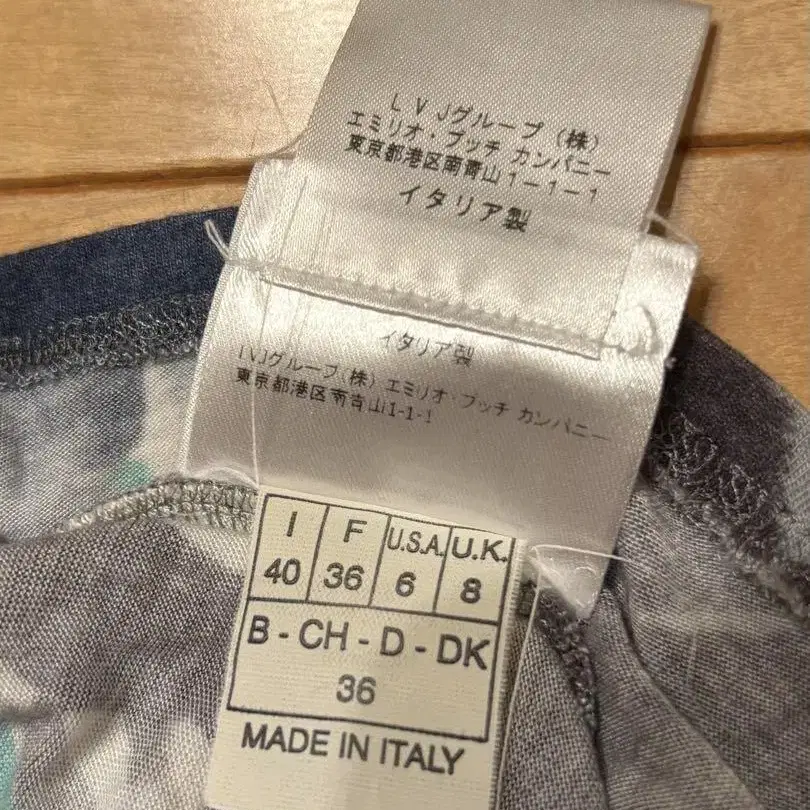 LVJグループ(株)
エミリオ・プッチ カンパニー
東京都港区南青山1-1-1
イタリア製
イタリア製
LVJグループ(株) エミリオ・プッチ カンパニー
東京都港区南青山1-1-1
I F U.S.A. U.K.
40 36 6 8
B - CH - D - DK
36
MADE IN ITALY